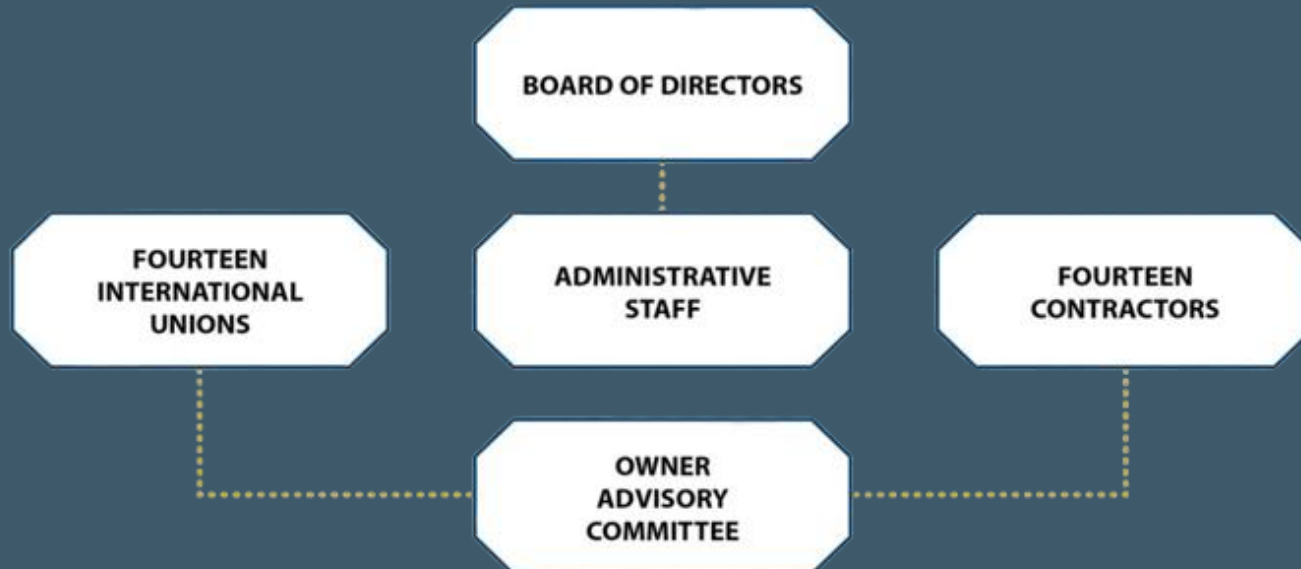 BOARD OF DIRECTORS
FOURTEEN
INTERNATIONAL
UNIONS
ADMINISTRATIVE
STAFF
FOURTEEN
CONTRACTORS
OWNER
ADVISORY
COMMITTEE